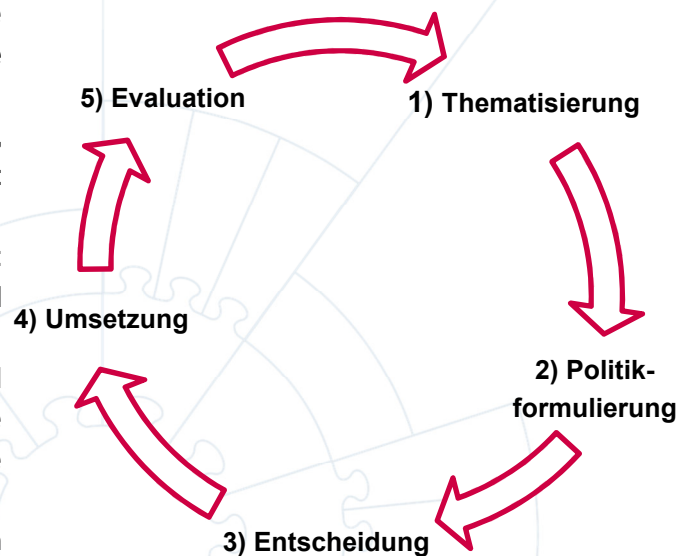 5) Evaluation
1) Thematisierung
4) Umsetzung
2) Politik-
formulierung
3) Entscheidung